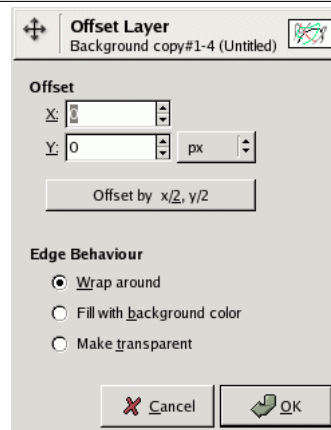 Offset Layer
Background copy#1-4 (Untitled)
Offset
X: 0
Y: 0 px
Offset by x/2, y/2
Edge Behaviour
Wrap around
Fill with background color
Make transparent
Cancel OK